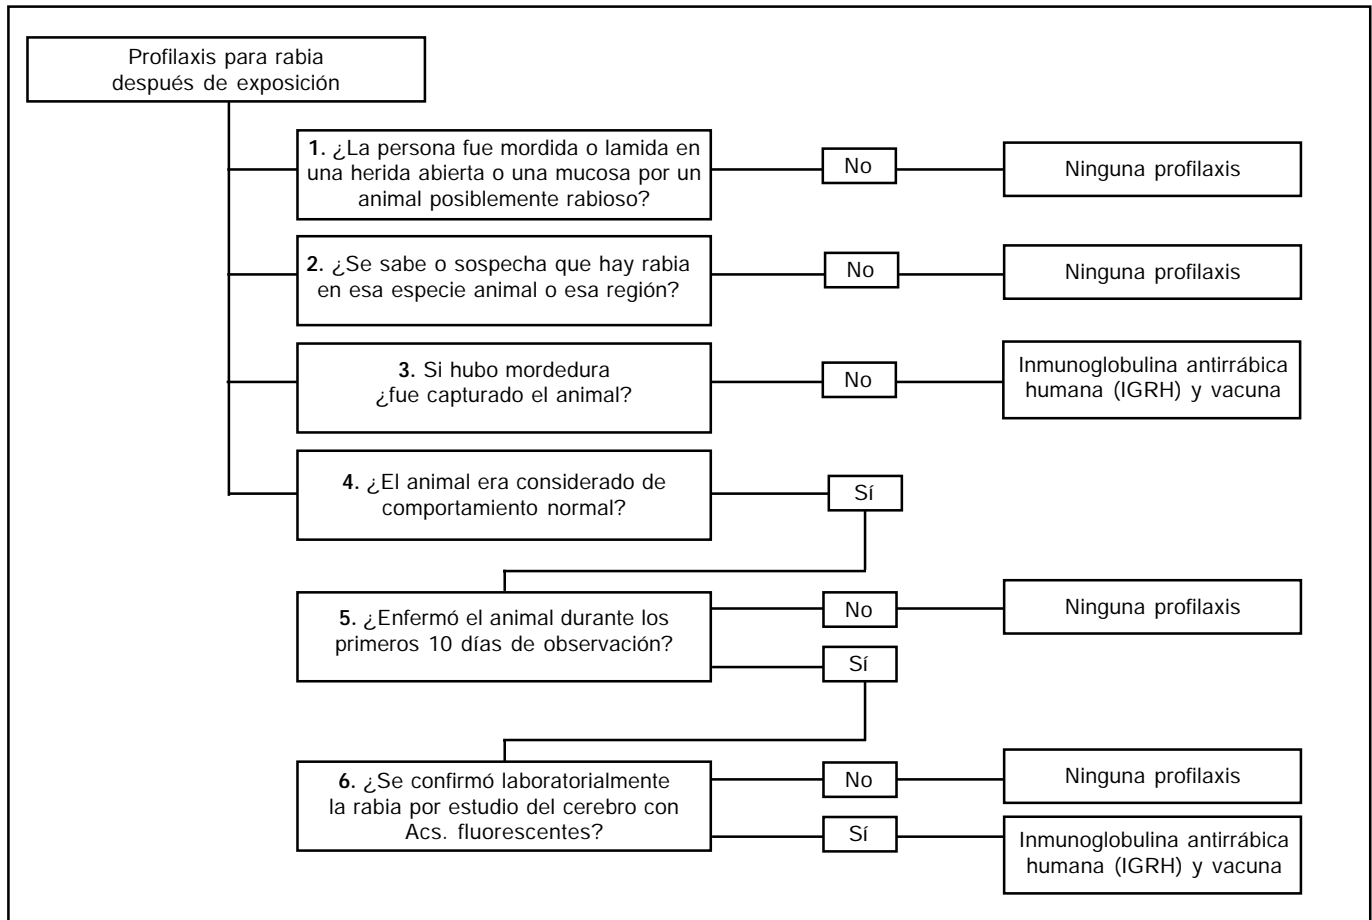 Profilaxis para rabia
después de exposición
1. ¿La persona fue mordida o lamida en
una herida abierta o una mucosa por un
animal posiblemente rabioso?
No
Ninguna profilaxis
2. ¿Se sabe o sospecha que hay rabia
en esa especie animal o esa región?
No
Ninguna profilaxis
3. Si hubo mordedura
¿fue capturado el animal?
No
Inmunoglobulina antirrábica
humana (IGRH) y vacuna
4. ¿El animal era considerado de
comportamiento normal?
Sí
5. ¿Enfermó el animal durante los
primeros 10 días de observación?
No
Ninguna profilaxis
Sí
6. ¿Se confirmó laboratorialmente
la rabia por estudio del cerebro con
Acs. fluorescentes?
No
Ninguna profilaxis
Sí
Inmunoglobulina antirrábica
humana (IGRH) y vacuna